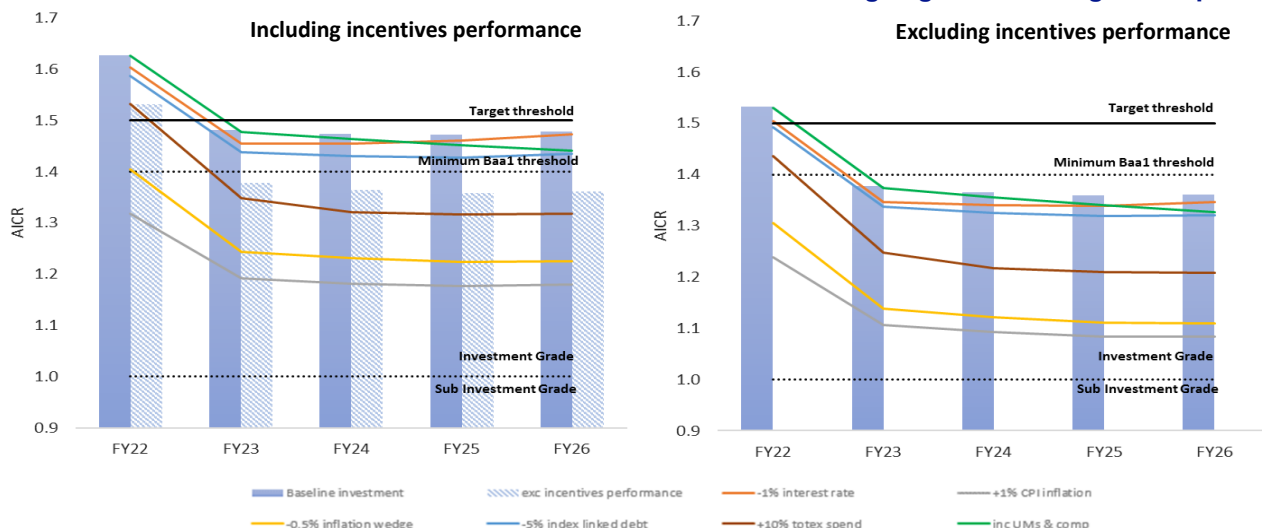 Including incentives performance
1.7
1.6
1.5
1.4
1.3
1.2
1.1
1.0
0.9
AICR
Target threshold
Minimum Baa1 threshold
Investment Grade
Sub Investment Grade
FY22 FY23 FY24 FY25 FY26
Excluding incentives performance
1.7
1.6
1.5
1.4
1.3
1.2
1.1
1.0
0.9
AICR
Target threshold
Minimum Baa1 threshold
Investment Grade
Sub Investment Grade
FY22 FY23 FY24 FY25 FY26
Baseline investment exc incentives performance -1% interest rate +1% CPI inflation
-0.5% inflation wedge -5% index linked debt +10% totex spend inc UMs & comp